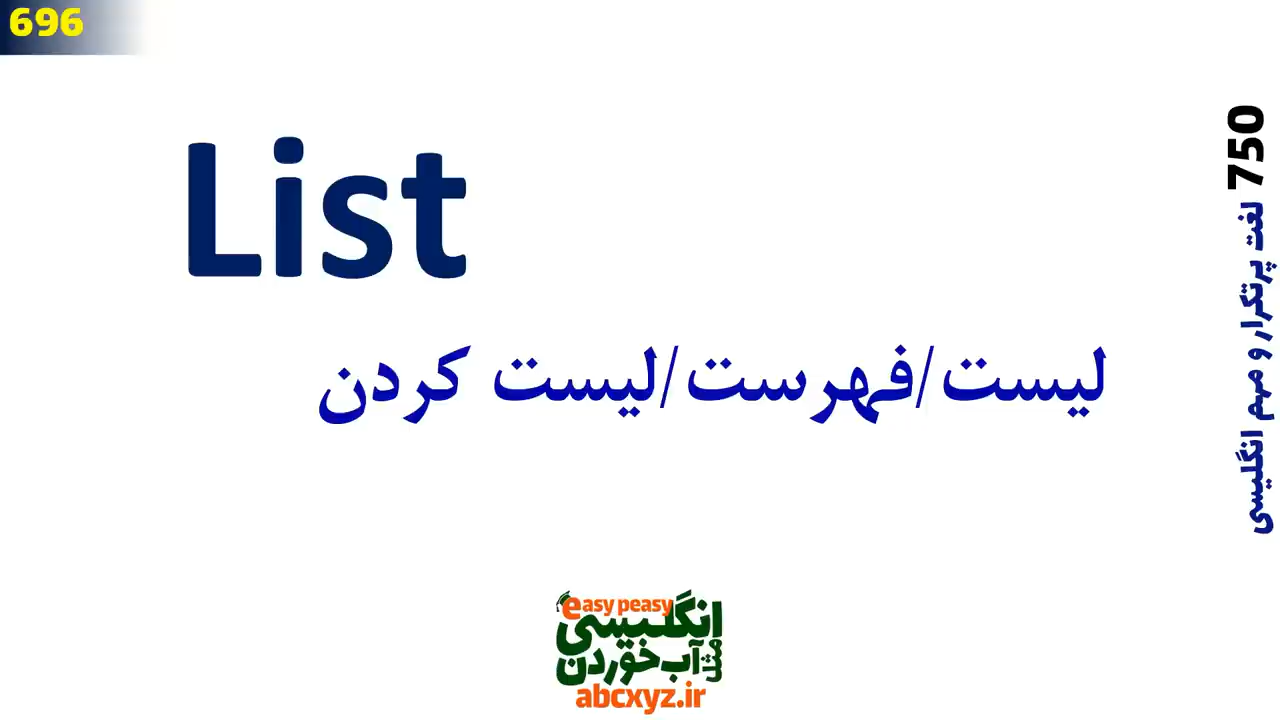 696
List
لیست/فهرست/لیست کردن
750 لغت پرتکرار و مهم انگلیسی
easy peasy
انگلیسی
مثل
آب خوردن
abcxyz.ir